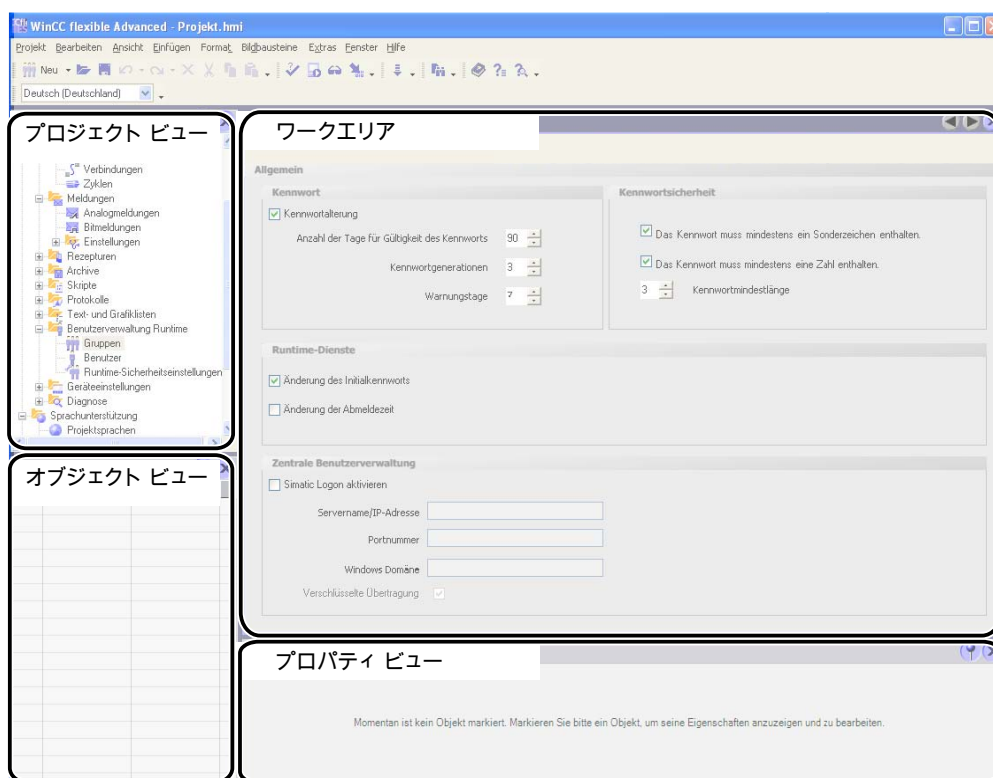 WinCC flexible Advanced - Projekt.hmi
Projekt Bearbeiten Ansicht Einfügen Format Bildbausteine Extras Fenster Hilfe
Neu
Deutsch (Deutschland)
プロジェクト ビュー
Verbindungen
Zyklen
Meldungen
Analogmeldungen
Bitmeldungen
Einstellungen
Rezepturen
Archive
Skripte
Protokolle
Text- und Grafiklisten
Benutzerverwaltung Runtime
Gruppen
Benutzer
Runtime-Sicherheitseinstellungen
Geräteeinstellungen
Diagnose
Sprachunterstützung
Projektsprachen
オブジェクト ビュー
ワークエリア
Allgemein
Kennwort
Kennwortalterung
Anzahl der Tage für Gültigkeit des Kennworts 90
Kennwortgenerationen 3
Warnungstage 7
Kennwortsicherheit
Das Kennwort muss mindestens ein Sonderzeichen enthalten.
Das Kennwort muss mindestens eine Zahl enthalten.
3 Kennwortmindestlänge
Runtime-Dienste
Änderung des Initialkennworts
Änderung der Abmeldezeit
Zentrale Benutzerverwaltung
Simatic Logon aktivieren
Servername/IP-Adresse
Portnummer
Windows Domäne
Verschlüsselte Übertragung
プロパティ ビュー
Momentan ist kein Objekt markiert. Markieren Sie bitte ein Objekt, um seine Eigenschaften anzuzeigen und zu bearbeiten.